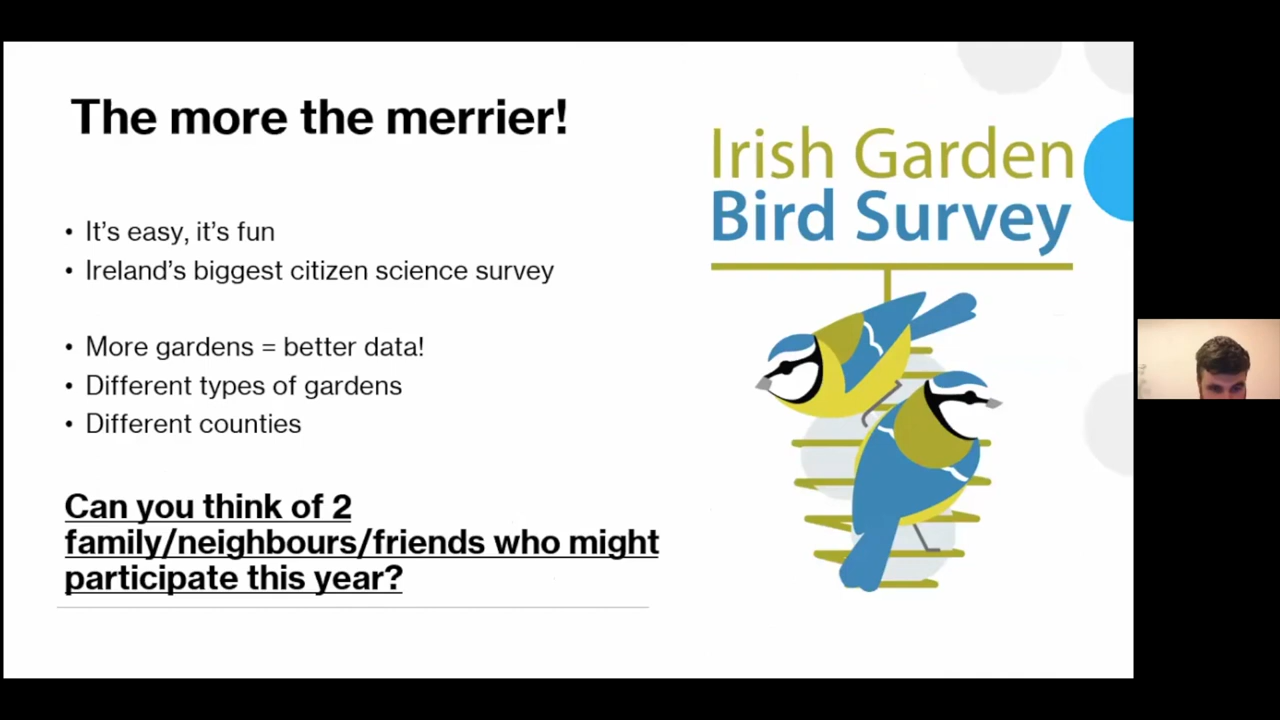 The more the merrier!
Irish Garden
Bird Survey
• It's easy, it's fun
• Ireland's biggest citizen science survey
• More gardens = better data!
• Different types of gardens
• Different counties
Can you think of 2
family/neighbours/friends who might
participate this year?